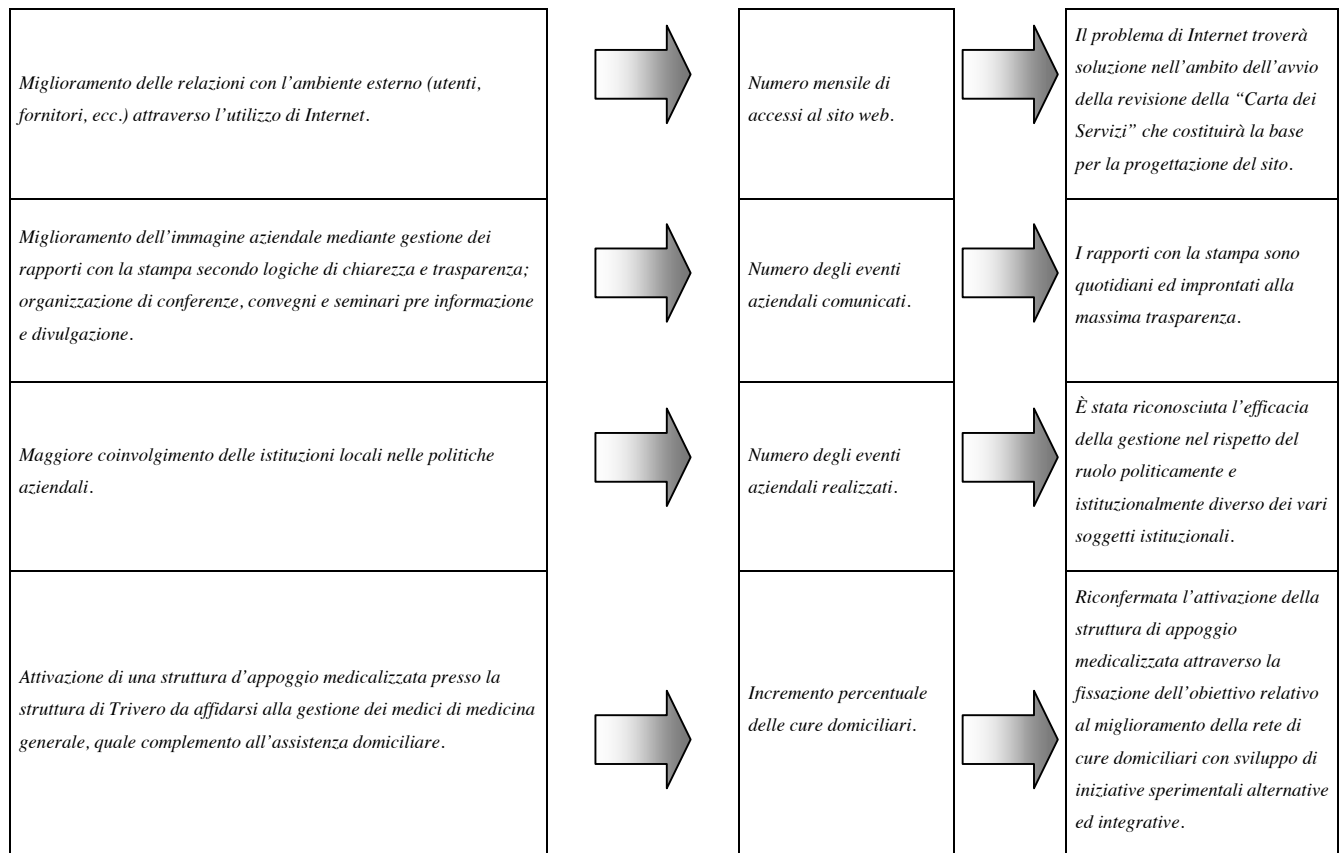 Miglioramento delle relazioni con l’ambiente esterno (utenti,
fornitori, ecc.) attraverso l’utilizzo di Internet.
Numero mensile di
accessi al sito web.
Il problema di Internet troverà
soluzione nell’ambito dell’avvio
della revisione della “Carta dei
Servizi” che costituirà la base
per la progettazione del sito.
Miglioramento dell’immagine aziendale mediante gestione dei
rapporti con la stampa secondo logiche di chiarezza e trasparenza;
organizzazione di conferenze, convegni e seminari pre informazione
e divulgazione.
Numero degli eventi
aziendali comunicati.
I rapporti con la stampa sono
quotidiani ed improntati alla
massima trasparenza.
Maggiore coinvolgimento delle istituzioni locali nelle politiche
aziendali.
Numero degli eventi
aziendali realizzati.
È stata riconosciuta l’efficacia
della gestione nel rispetto del
ruolo politicamente e
istituzionalmente diverso dei vari
soggetti istituzionali.
Attivazione di una struttura d’appoggio medicalizzata presso la
struttura di Trivero da affidarsi alla gestione dei medici di medicina
generale, quale complemento all’assistenza domiciliare.
Incremento percentuale
delle cure domiciliari.
Riconfermata l’attivazione della
struttura di appoggio
medicalizzata attraverso la
fissazione dell’obiettivo relativo
al miglioramento della rete di
cure domiciliari con sviluppo di
iniziative sperimentali alternative
ed integrative.